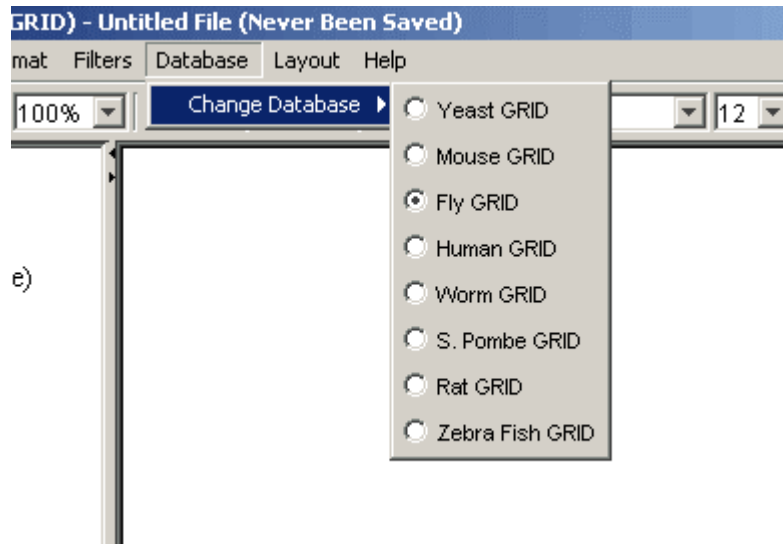 GRID) - Untitled File (Never Been Saved)
mat Filters Database Layout Help
100% Change Database 12
Yeast GRID
Mouse GRID
Fly GRID
Human GRID
Worm GRID
S. Pombe GRID
Rat GRID
Zebra Fish GRID
e)